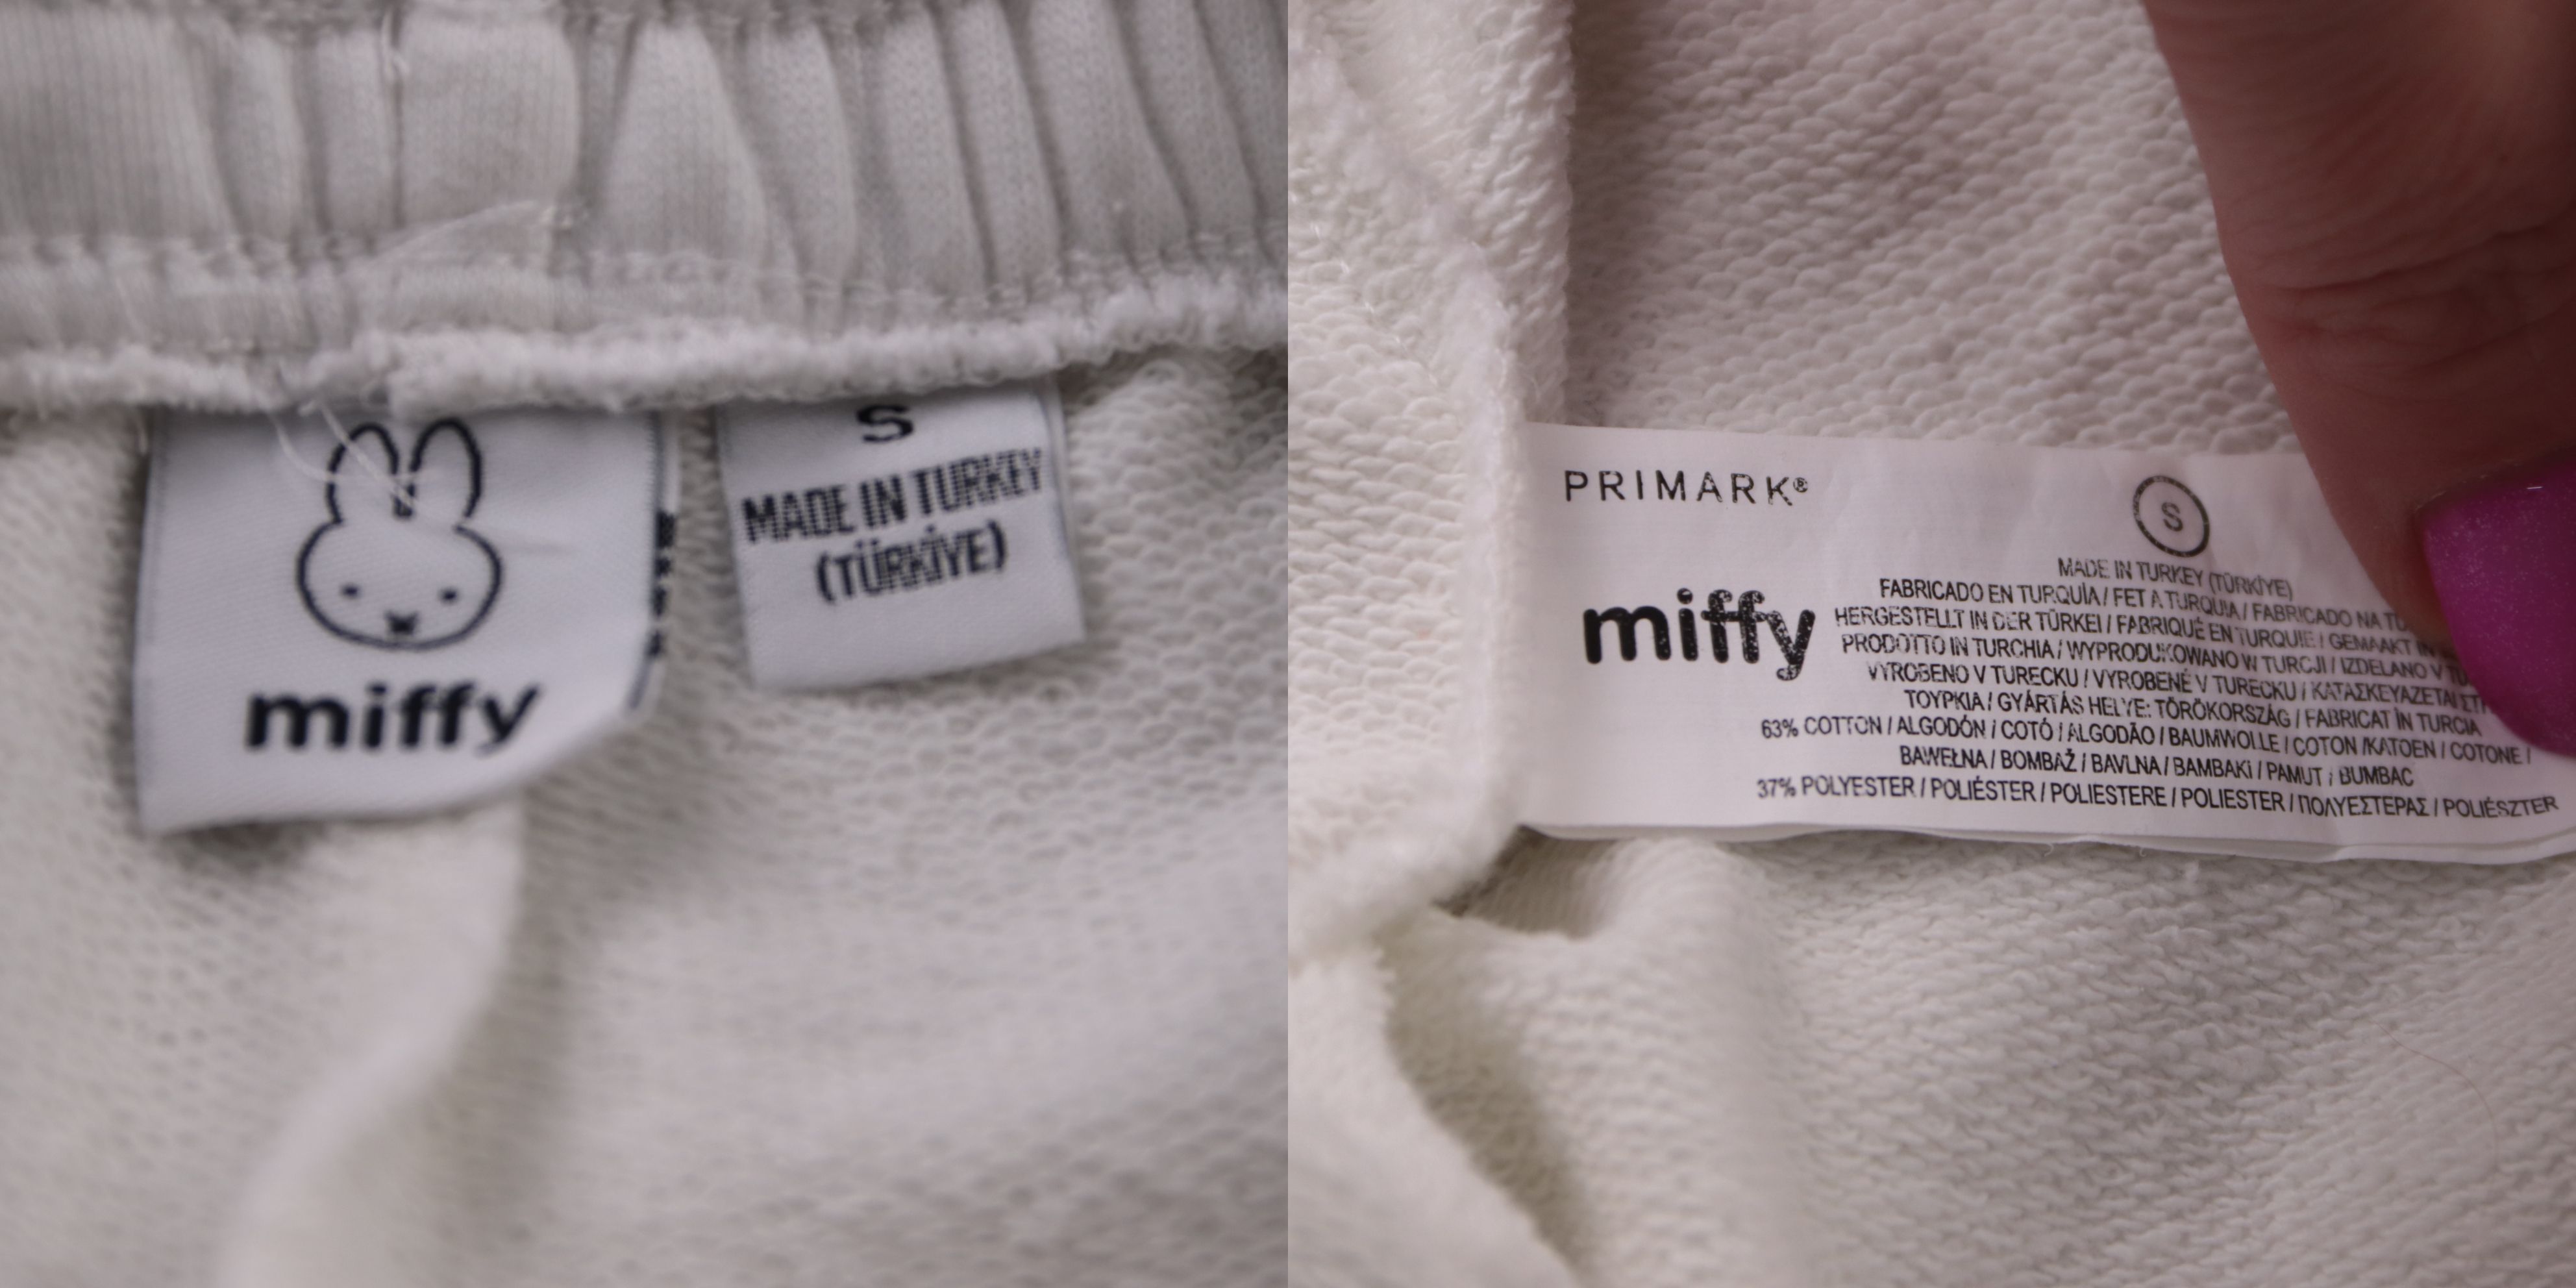 miffy
S
MADE IN TURKEY
(TÜRKİYE)
PRIMARK®
S
miffy
MADE IN TURKEY (TÜRKİYE)
FABRICADO EN TURQUÍA / FET A TURQUIA / FABRICADO NA
HERGESTELLT IN DER TÜRKEI / FABRIQUÉ EN TURQUIE / GEMAAKT IN
PRODOTTO IN TURCHIA / WYPRODUKOWANO W TURCJI / IZDELANO V
VYROBENO V TURECKU / VYROBENÉ V TURECKU / ΚΑΤΑΣΚΕΥΑΖΕΤΑΙ
ΤΟΥΡΚΙΑ / GYÁRTÁS HELYE: TÖRÖKORSZÁG / FABRICAT ÎN TURCIA
63% COTTON / ALGODÓN / COTÓ / ALGODÃO / BAUMWOLLE / COTON / KATOEN / COTONE /
BAWEŁNA / BOMBAŽ / BAVLNA / BAMBAKI / PAMUT / BUMBAC
37% POLYESTER / POLIÉSTER / POLIESTERE / POLIESTER / ΠΟΛΥΕΣΤΕΡΑΣ / POLIÉSZTER